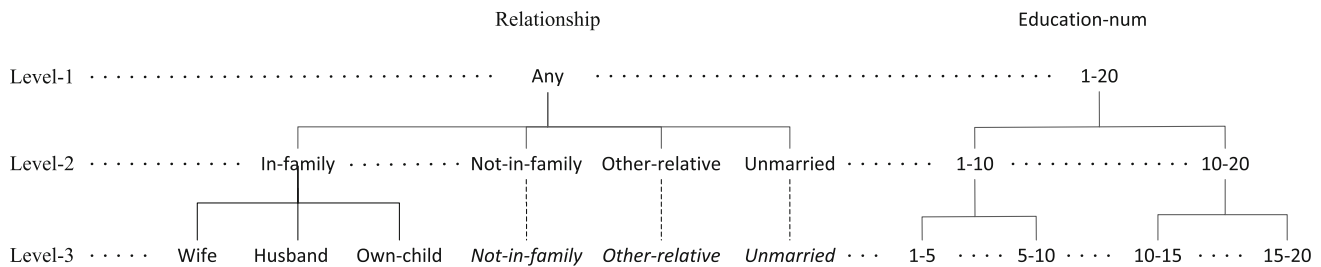 Relationship Education-num
Level-1 Any 1-20
Level-2 In-family Not-in-family Other-relative Unmarried 1-10 10-20
Level-3 Wife Husband Own-child Not-in-family Other-relative Unmarried 1-5 5-10 10-15 15-20